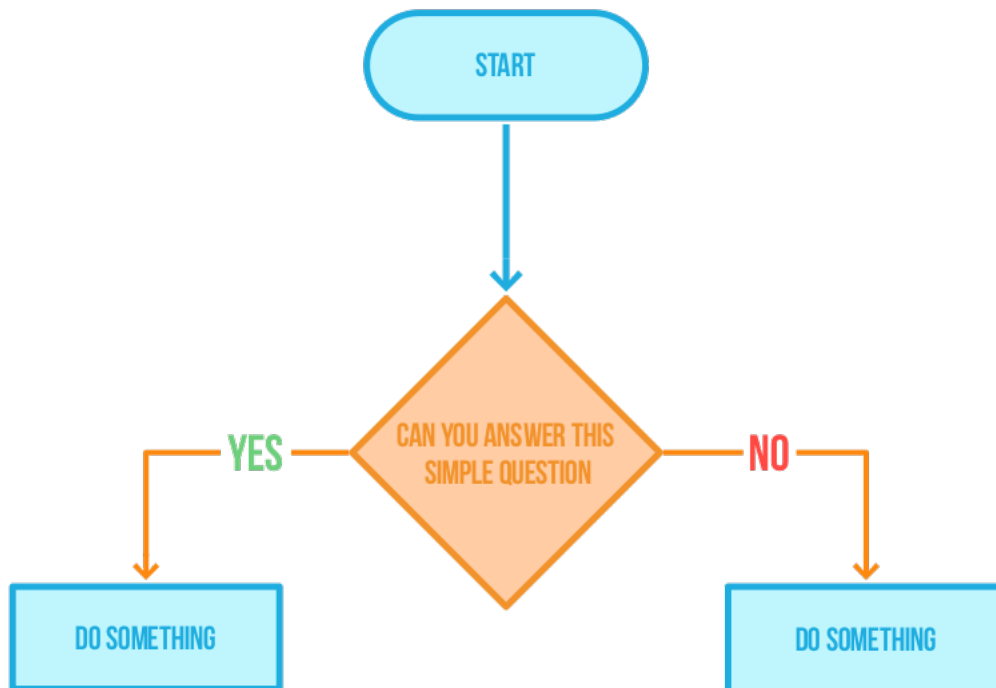 START
CAN YOU ANSWER THIS
SIMPLE QUESTION
YES
NO
DO SOMETHING
DO SOMETHING